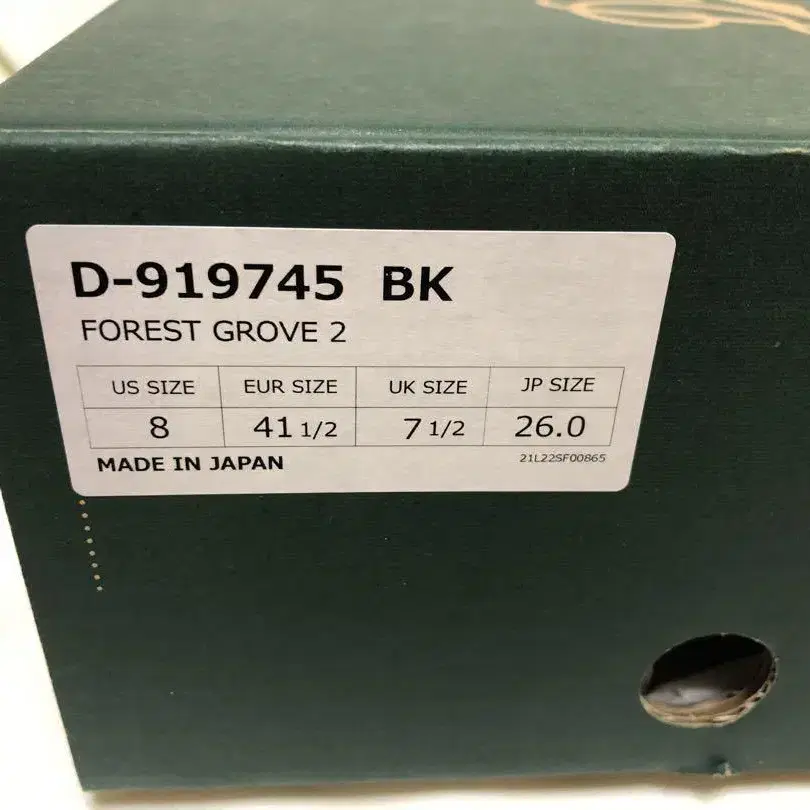 D-919745 BK
FOREST GROVE 2
US SIZE EUR SIZE UK SIZE JP SIZE
8 41 1/2 7 1/2 26.0
MADE IN JAPAN 21L22SF00865